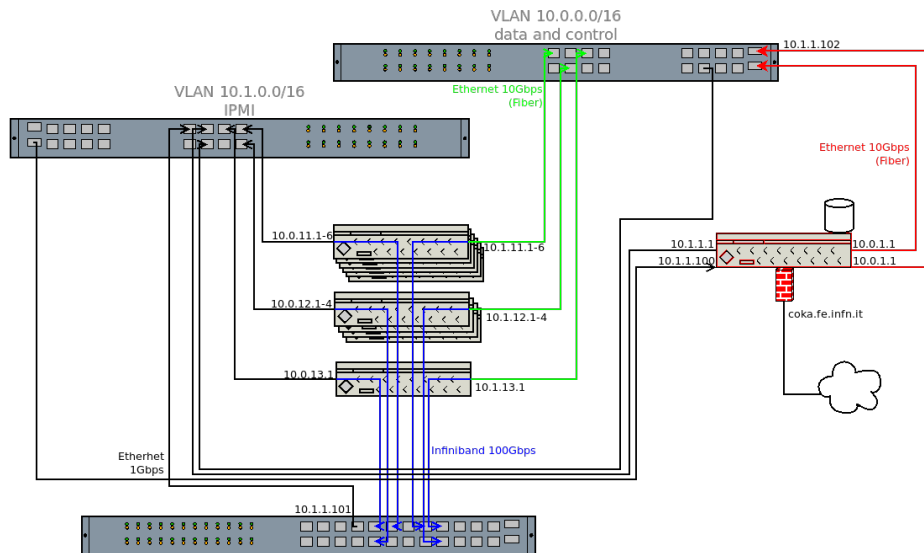 VLAN 10.0.0.0/16
data and control
10.1.1.102
Ethernet 10Gbps
(Fiber)
VLAN 10.1.0.0/16
IPMI
Ethernet 10Gbps
(Fiber)
10.0.11.1-6
10.1.11.1-6
10.1.1.1
10.0.1.1
10.1.1.100
10.0.1.1
10.0.12.1-4
10.1.12.1-4
coka.fe.infn.it
10.0.13.1
10.1.13.1
Infiniband 100Gbps
Etherhet
1Gbps
10.1.1.101